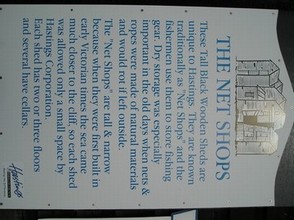 THE NET SHOPS
These Tall Black Wooden Sheds are
unique to Hastings. They are known
traditionally as "Net Shops" and the
fishermen use them to store fishing
gear. Dry storage was especially
important in the old days when nets &
ropes were made of natural materials
and would rot if left outside.
The "Net Shops" are tall & narrow
because when they were first built in
early Victorian times the sea came
much closer to the cliff, so each shed
was allowed only a small space by
Hastings Corporation.
Each shed has two or three floors
and several have cellars.
Hastings